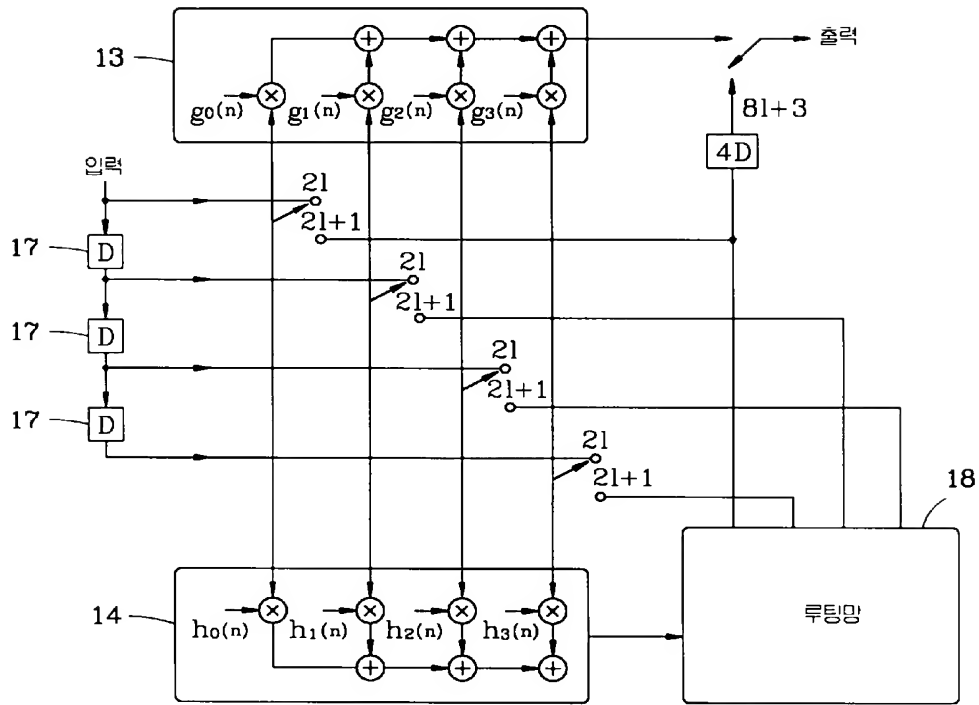 13
g₀(n)
g₁(n)
g₂(n)
g₃(n)
출력
8l+3
4D
입력
2l
2l+1
17
D
2l
2l+1
17
D
2l
2l+1
17
D
2l
2l+1
18
14
h₀(n)
h₁(n)
h₂(n)
h₃(n)
루팅망